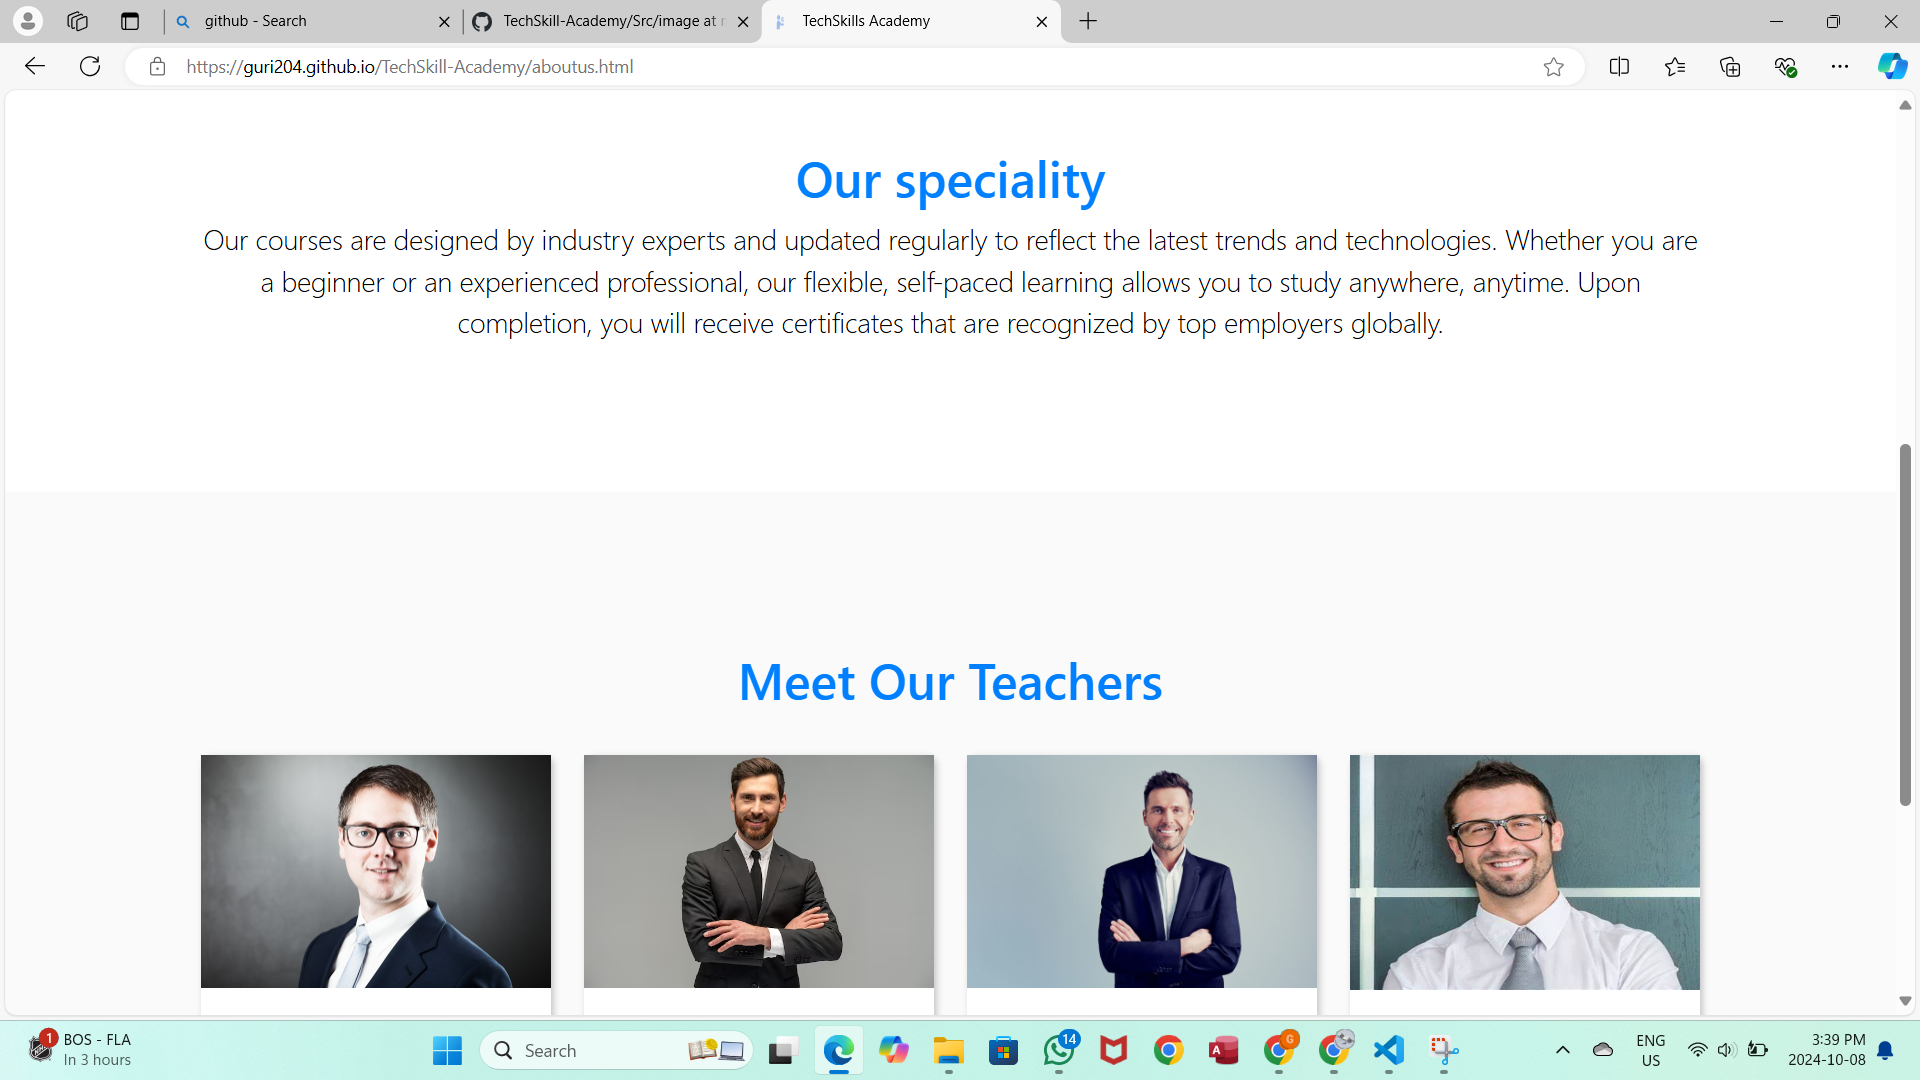 github - Search
TechSkill-Academy/Src/image at
TechSkills Academy
https://guri204.github.io/TechSkill-Academy/aboutus.html
Our speciality
Our courses are designed by industry experts and updated regularly to reflect the latest trends and technologies. Whether you are
a beginner or an experienced professional, our flexible, self-paced learning allows you to study anywhere, anytime. Upon
completion, you will receive certificates that are recognized by top employers globally.
Meet Our Teachers
1
BOS - FLA
In 3 hours
Search
14
A
G
ENG
US
3:39 PM
2024-10-08